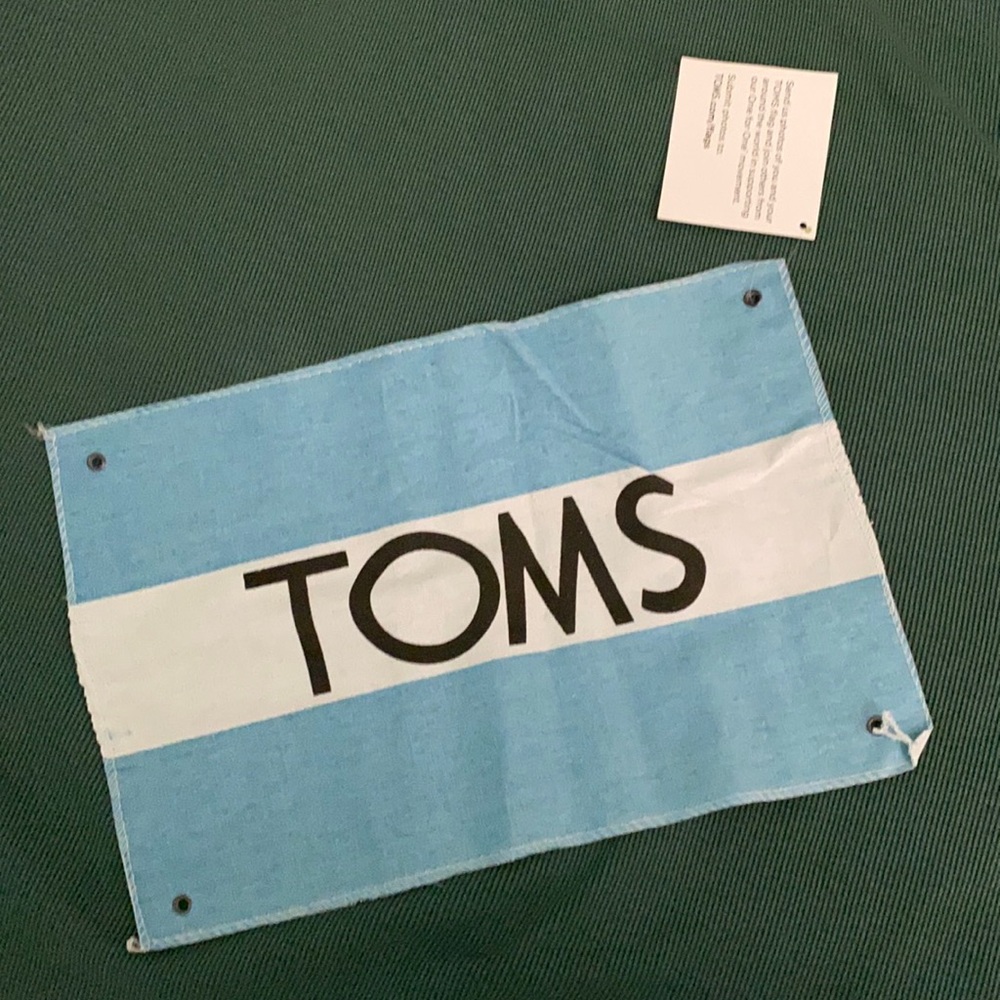 Send us photos of you and your
TOMS flag and join others from
around the world in supporting
our One for One® movement.
Submit photos to:
TOMS.com/flags
TOMS